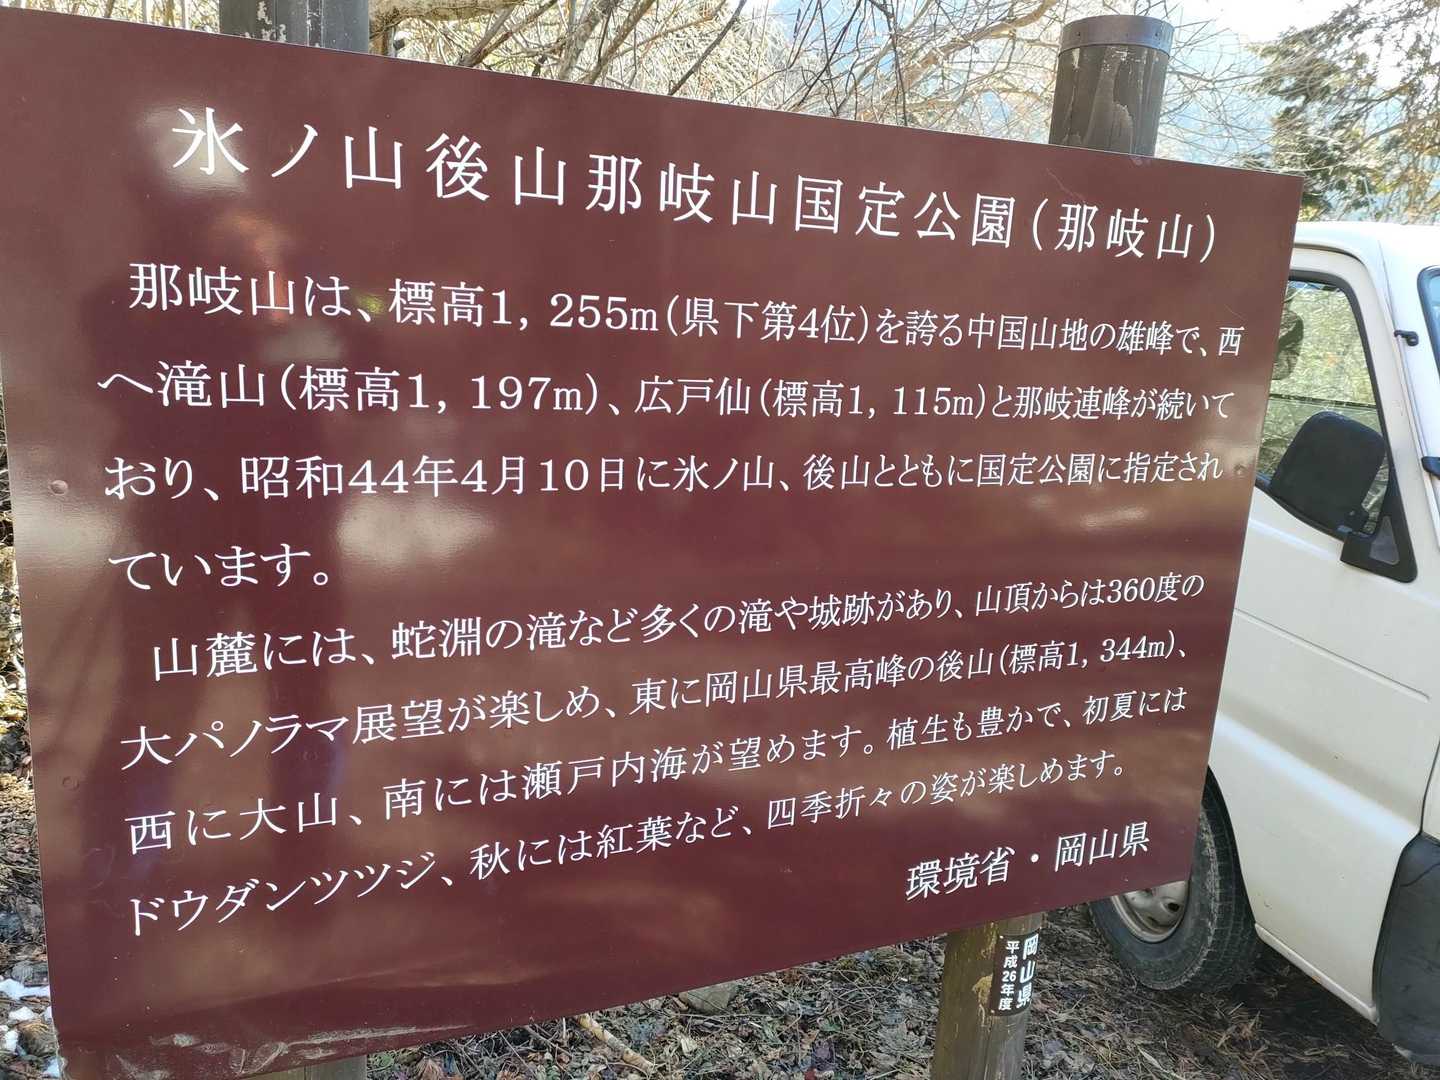 氷ノ山後山那岐山国定公園(那岐山)
那岐山は、標高1,255m(県下第4位)を誇る中国山地の雄峰で、西
へ滝山(標高1,197m)、広戸仙(標高1,115m)と那岐連峰が続いて
おり、昭和44年4月10日に氷ノ山、後山とともに国定公園に指定され
ています。
山麓には、蛇淵の滝など多くの滝や城跡があり、山頂からは360度の
大パノラマ展望が楽しめ、東に岡山県最高峰の後山(標高1,344m)、
西に大山、南には瀬戸内海が望めます。植生も豊かで、初夏には
ドウダンツツジ、秋には紅葉など、四季折々の姿が楽しめます。
環境省・岡山県
岡山県
平成26年度